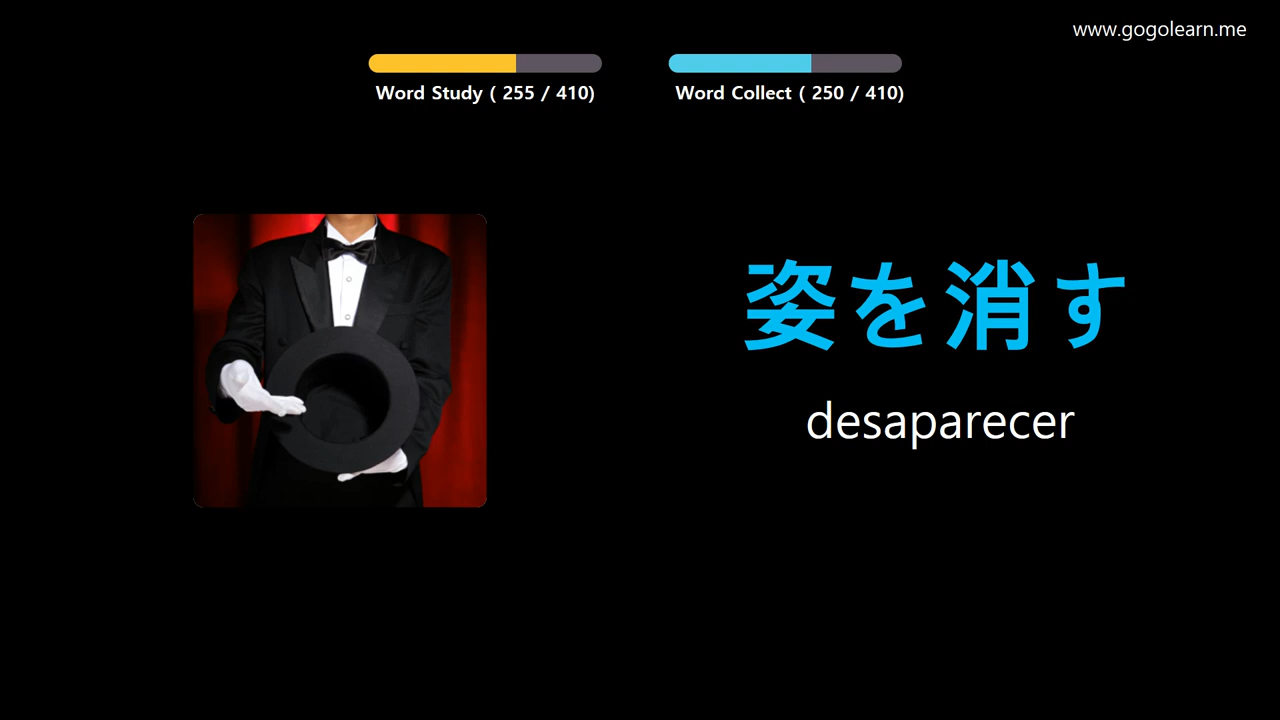 www.gogolearn.me
Word Study ( 255 / 410)
Word Collect ( 250 / 410)
姿を消す
desaparecer